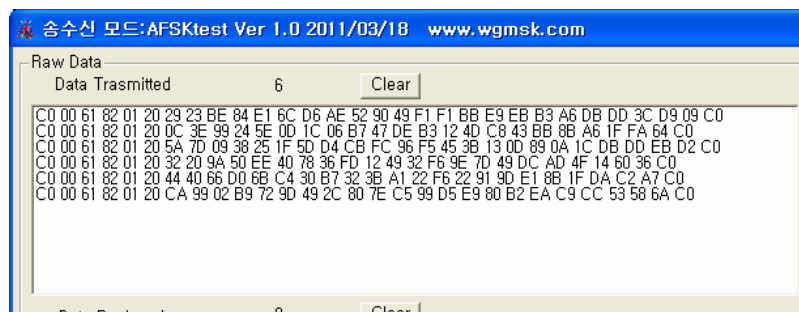 송수신 모드:AFSKtest Ver 1.0 2011/03/18 www.wgmsk.com
Raw Data
Data Trasmitted 6 Clear
C0 00 61 82 01 20 29 23 BE 84 E1 6C D6 AE 52 90 49 F1 F1 BB E9 EB B3 A6 DB DD 3C D9 09 C0
C0 00 61 82 01 20 0C 3E 99 24 5E 0D 1C 06 B7 47 DE B3 12 4D C8 43 BB 8B A6 1F FA 64 C0
C0 00 61 82 01 20 5A 7D 09 38 25 1F 5D D4 CB FC 96 F5 45 3B 13 0D 89 0A 1C DB DD EB D2 C0
C0 00 61 82 01 20 32 20 9A 50 EE 40 78 36 FD 12 49 32 F6 9E 7D 49 DC AD 4F 14 60 36 C0
C0 00 61 82 01 20 44 40 66 D0 6B C4 30 B7 32 3B A1 22 F6 22 91 9D E1 8B 1F DA C2 A7 C0
C0 00 61 82 01 20 CA 99 02 B9 72 9D 49 2C 80 7E C5 99 D5 E9 80 B2 EA C9 CC 53 58 6A C0